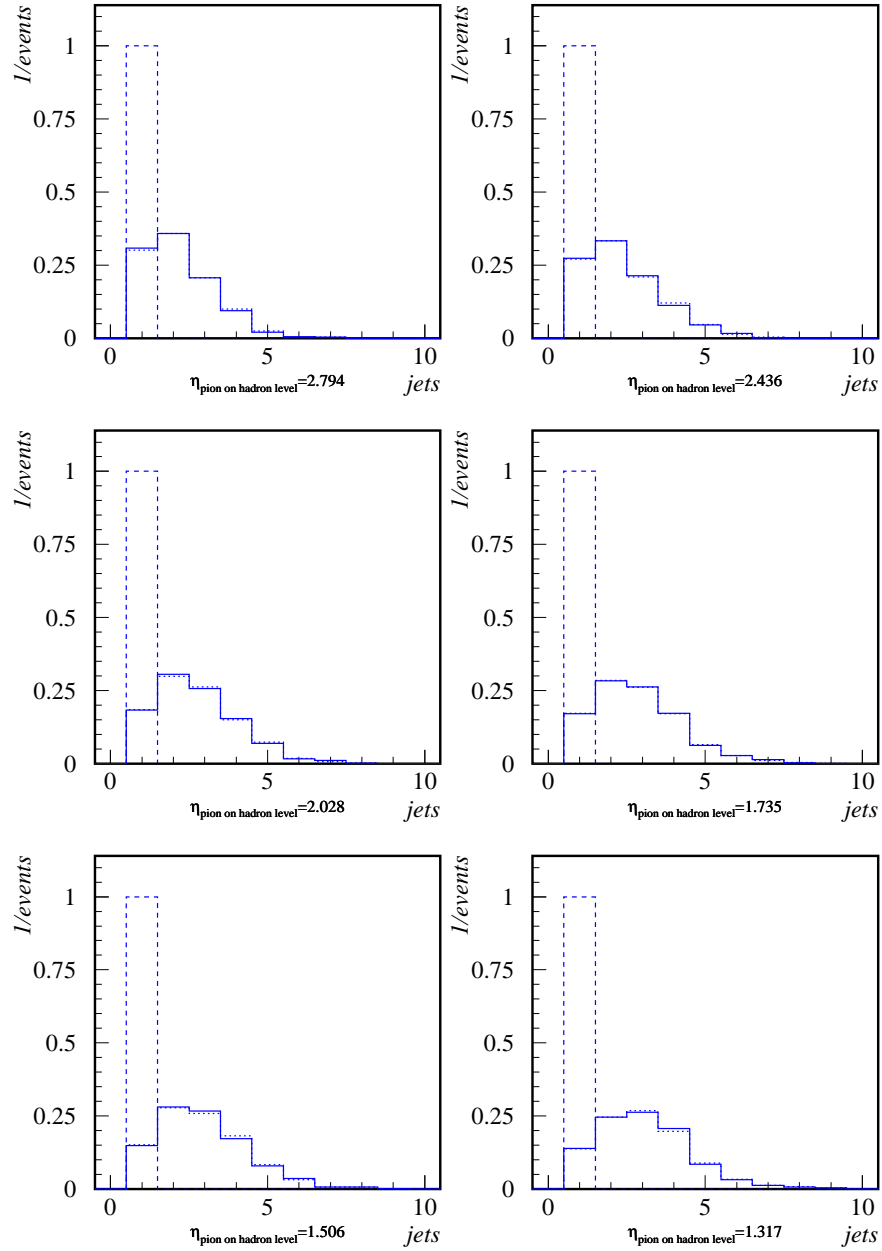 1/events
1
0.75
0.5
0.25
0
0 5 10
η pion on hadron level=2.794 jets
1/events
1
0.75
0.5
0.25
0
0 5 10
η pion on hadron level=2.436 jets
1/events
1
0.75
0.5
0.25
0
0 5 10
η pion on hadron level=2.028 jets
1/events
1
0.75
0.5
0.25
0
0 5 10
η pion on hadron level=1.735 jets
1/events
1
0.75
0.5
0.25
0
0 5 10
η pion on hadron level=1.506 jets
1/events
1
0.75
0.5
0.25
0
0 5 10
η pion on hadron level=1.317 jets